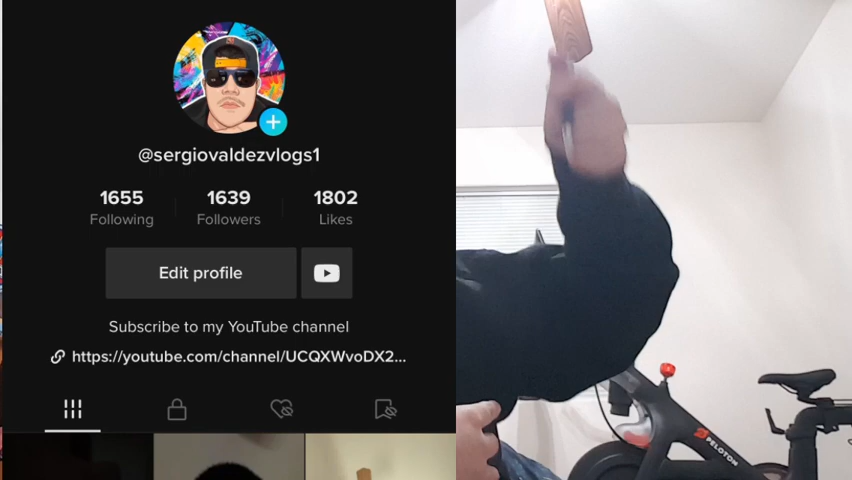 @sergiovaldezvlogs1
1655 1639 1802
Following Followers Likes
Edit profile
Subscribe to my YouTube channel
https://youtube.com/channel/UCQXWvoDX2...
PELOTON